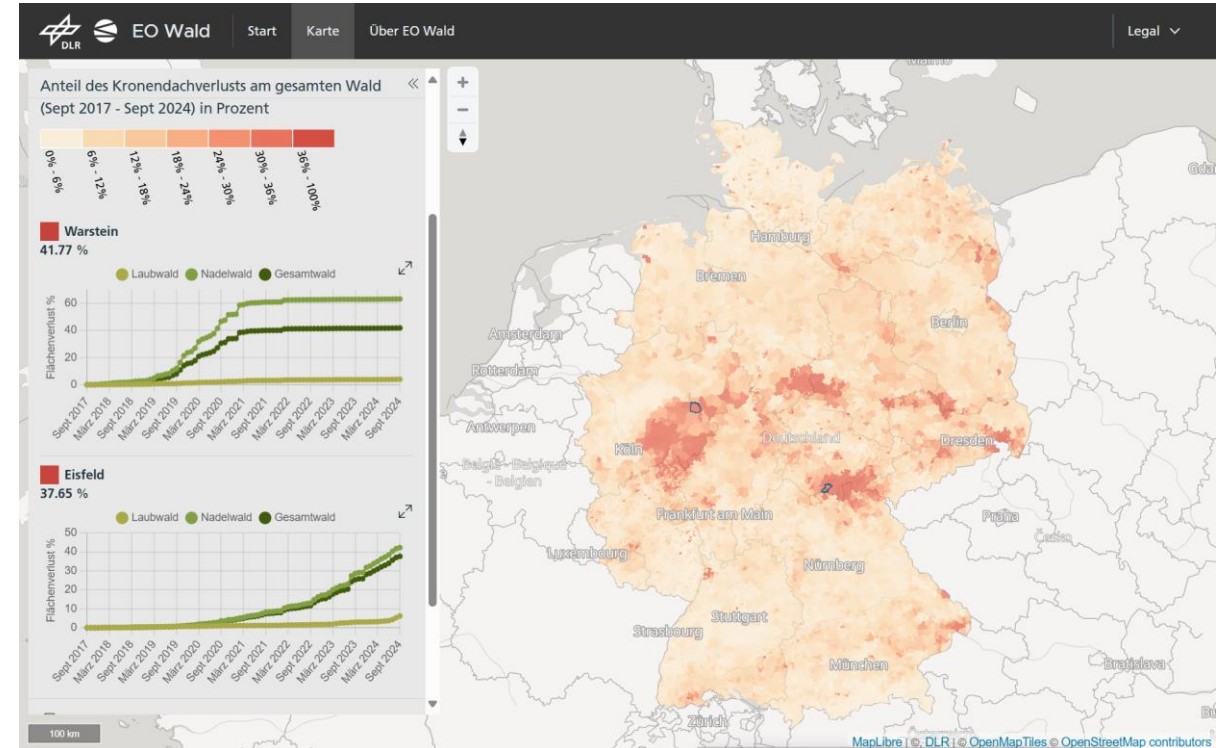 DLR
EO Wald
Start
Karte
Über EO Wald
Legal
Anteil des Kronendachverlusts am gesamten Wald
(Sept 2017 - Sept 2024) in Prozent
0% - 6%
6% - 12%
12% - 18%
18% - 24%
24% - 30%
30% - 36%
36% - 100%
Warstein
41.77 %
Laubwald Nadelwald Gesamtwald
Flächenverlust %
60
40
20
0
Sept 2017
März 2018
Sept 2018
März 2019
Sept 2019
März 2020
Sept 2020
März 2021
Sept 2021
März 2022
Sept 2022
März 2023
Sept 2023
März 2024
Sept 2024
Eisfeld
37.65 %
Laubwald Nadelwald Gesamtwald
Flächenverlust %
50
40
30
20
10
0
Sept 2017
März 2018
Sept 2018
März 2019
Sept 2019
März 2020
Sept 2020
März 2021
Sept 2021
März 2022
Sept 2022
März 2023
Sept 2023
März 2024
Sept 2024
100 km
Hamburg
Bremen
Berlin
Amsterdam
Rotterdam
Antwerpen
Köln
Deutschland
Dresden
België - Belgique
- Belgien
Frankfurt am Main
Praha
Česko
Luxembourg
Nürnberg
Stuttgart
Strasbourg
München
Bratislava
Zürich
MapLibre | © DLR | © OpenMapTiles © OpenStreetMap contributors